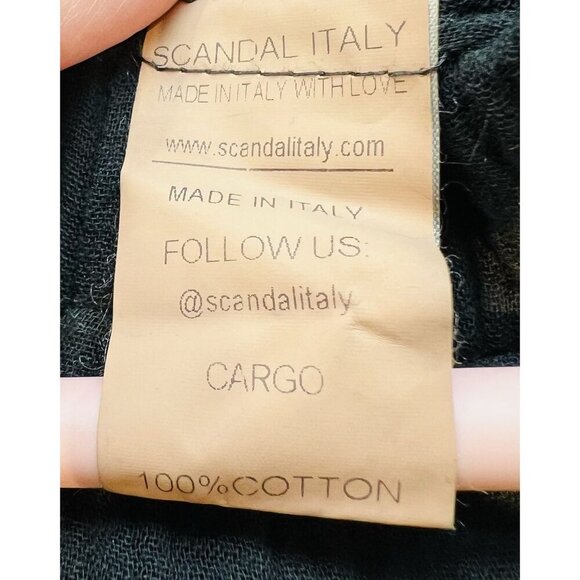 SCANDAL ITALY
MADE IN ITALY WITH LOVE
www.scandalitaly.com
MADE IN ITALY
FOLLOW US:
@scandalitaly
CARGO
100%COTTON